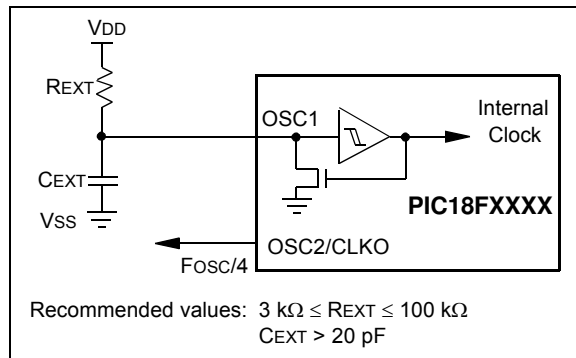 VDD
REXT
OSC1
Internal
Clock
CEXT
PIC18FXXXX
VSS
OSC2/CLKO
FOSC/4
Recommended values: 3 kΩ ≤ REXT ≤ 100 kΩ
CEXT > 20 pF